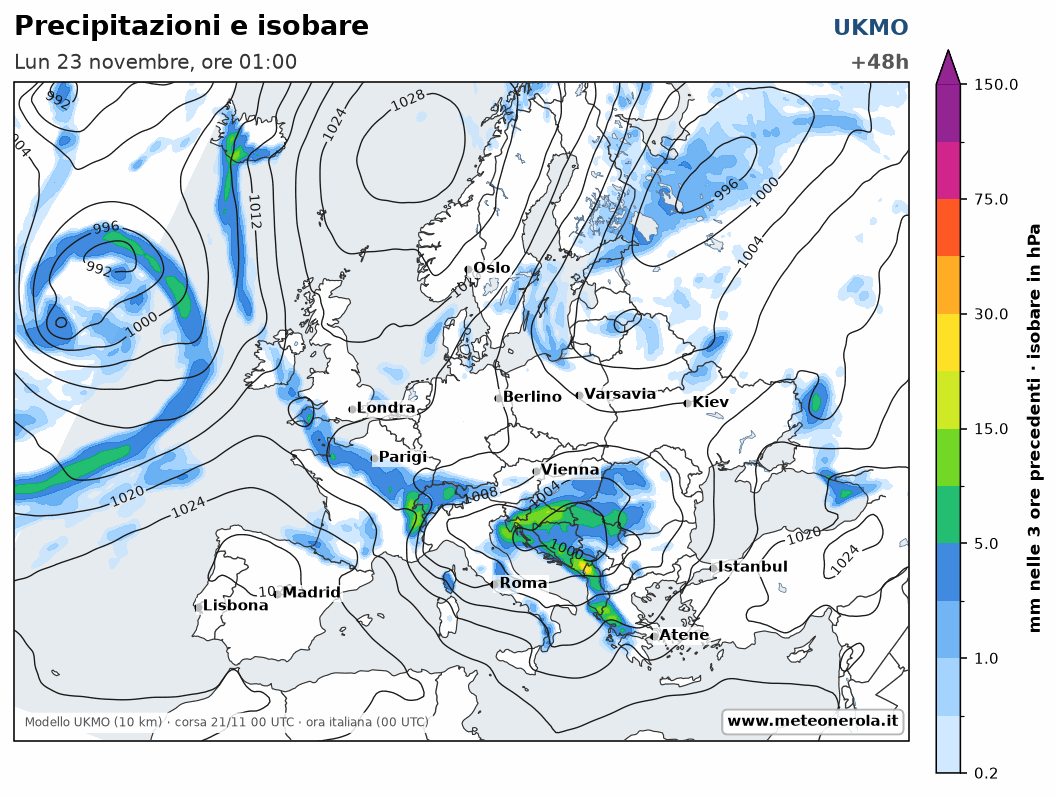 Precipitazioni e isobare
UKMO
Lun 23 novembre, ore 01:00
+48h
992
1028
1024
150.0
1012
996
75.0
1000
996
1004
992
Oslo
1000
30.0
Berlino
Varsavia
Kiev
Londra
15.0
Parigi
Vienna
1008
1004
1020
1024
5.0
1000
1020
1024
Istanbul
Roma
Madrid
Lisbona
Atene
1.0
Modello UKMO (10 km) · corsa 21/11 00 UTC · ora italiana (00 UTC)
www.meteonerola.it
0.2
mm nelle 3 ore precedenti · isobare in hPa